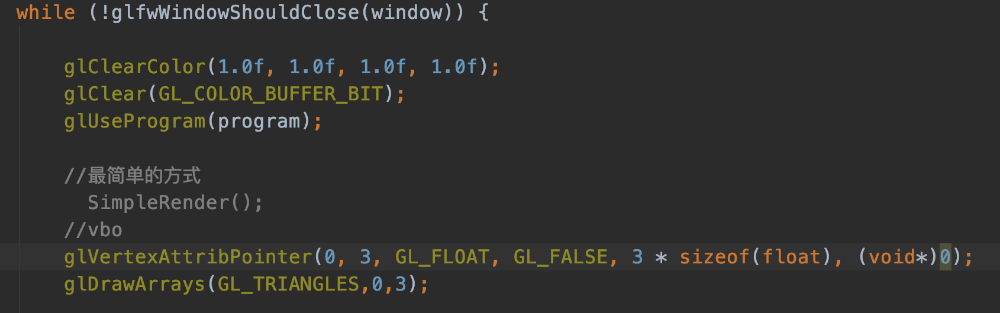 while (!glfwWindowShouldClose(window)) {
glClearColor(1.0f, 1.0f, 1.0f, 1.0f);
glClear(GL_COLOR_BUFFER_BIT);
glUseProgram(program);
//最简单的方式
SimpleRender();
//vbo
glVertexAttribPointer(0, 3, GL_FLOAT, GL_FALSE, 3 * sizeof(float), (void*)0);
glDrawArrays(GL_TRIANGLES,0,3);